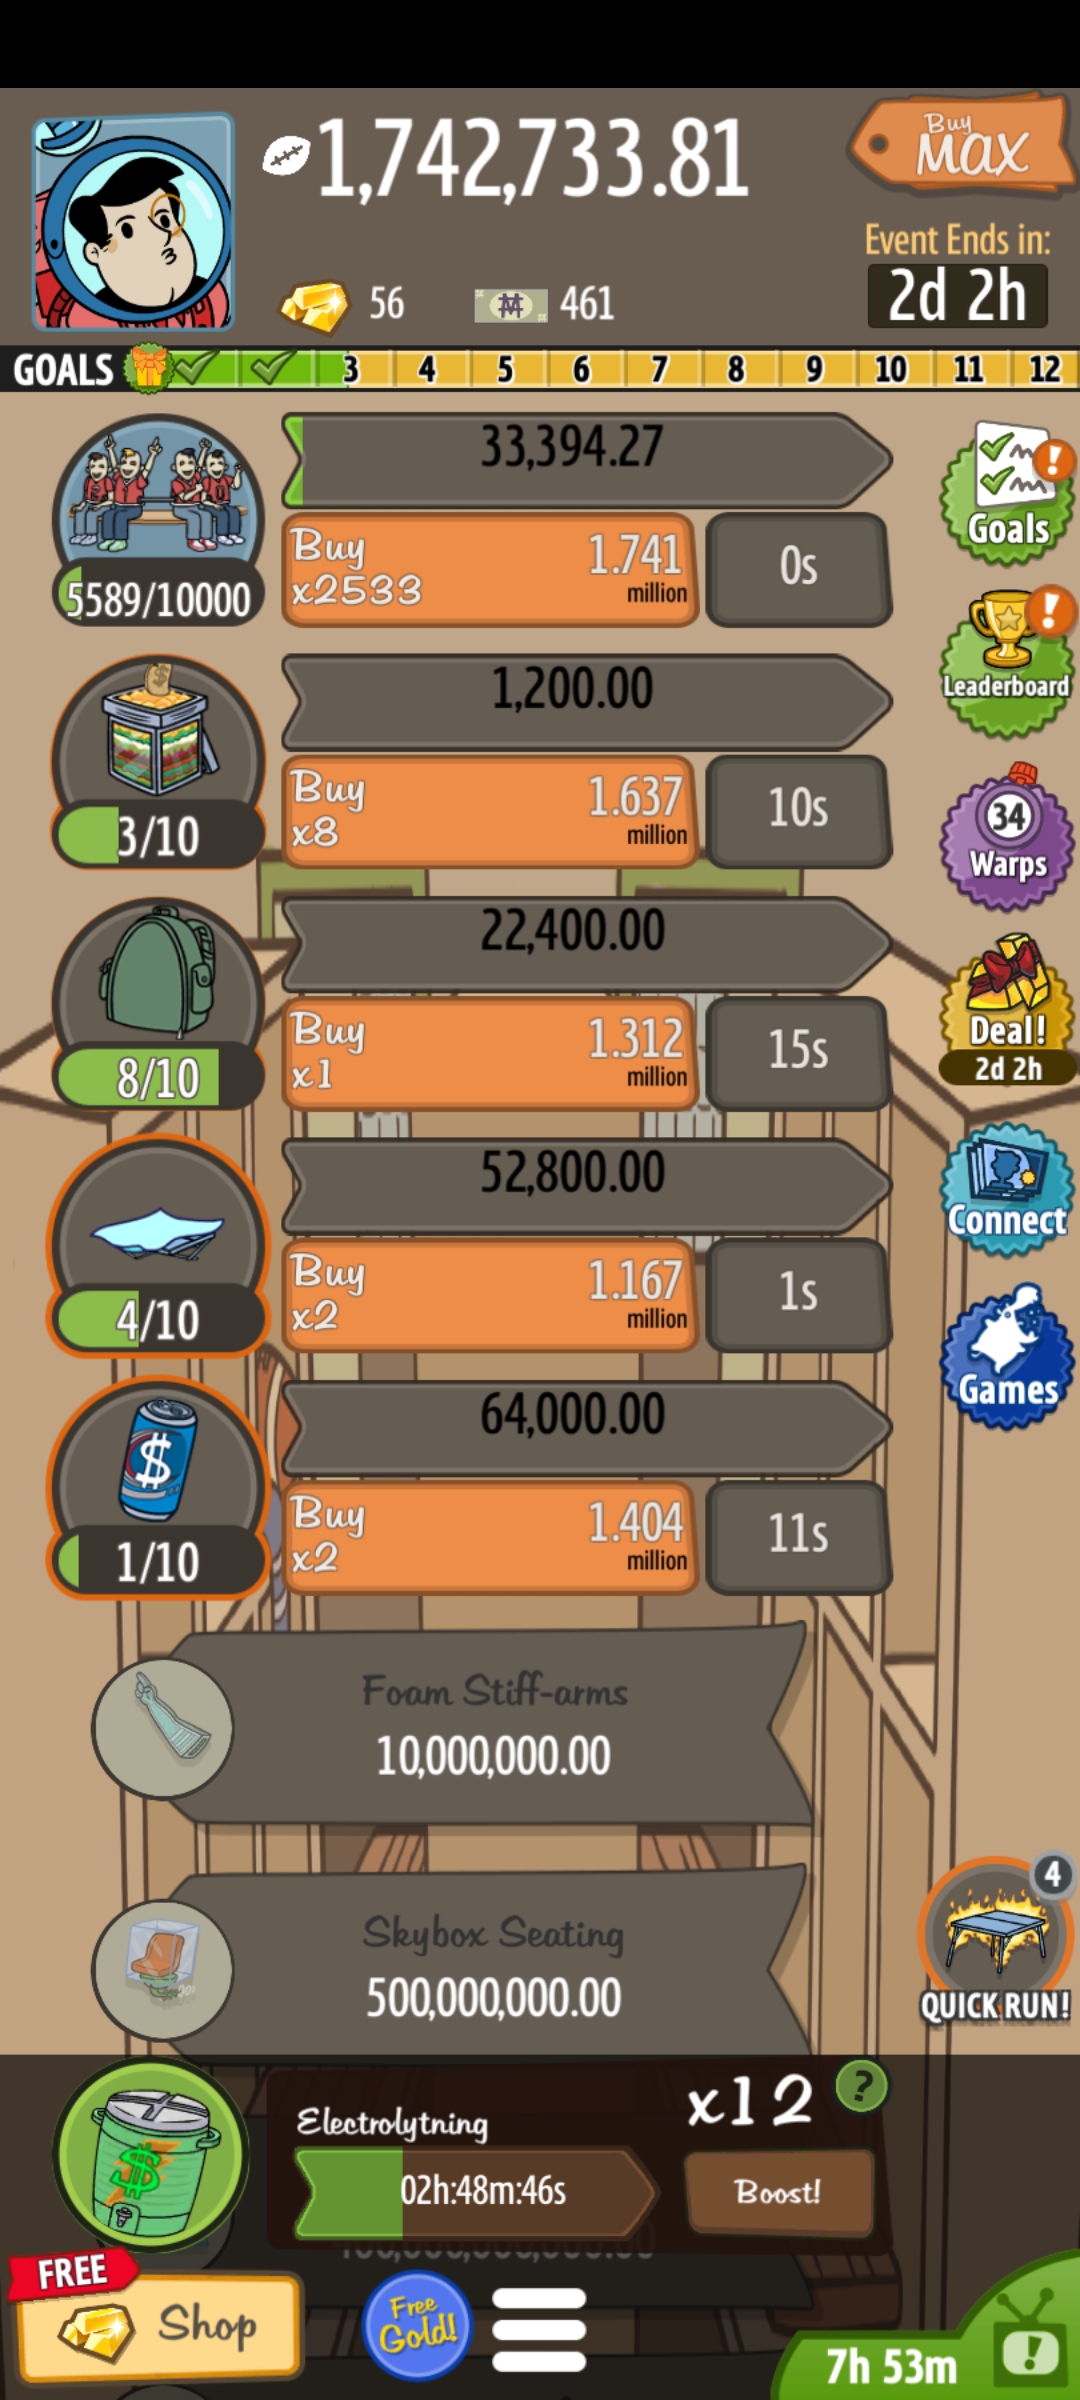 1,742,733.81
Buy
MAX
Event Ends in:
2d 2h
56
461
GOALS 3 4 5 6 7 8 9 10 11 12
33,394.27
Buy
x2533
1.741
million
0s
5589/10000
Goals
1,200.00
Buy
x8
1.637
million
10s
3/10
Leaderboard
22,400.00
Buy
x1
1.312
million
15s
8/10
34
Warps
Deal!
2d 2h
52,800.00
Buy
x2
1.167
million
1s
4/10
Connect
64,000.00
Buy
x2
1.404
million
11s
1/10
Games
Foam Stiff-arms
10,000,000.00
Skybox Seating
500,000,000.00
4
QUICK RUN!
Electrolytning
x12
?
02h:48m:46s
Boost!
FREE
Shop
Free
Gold!
7h 53m